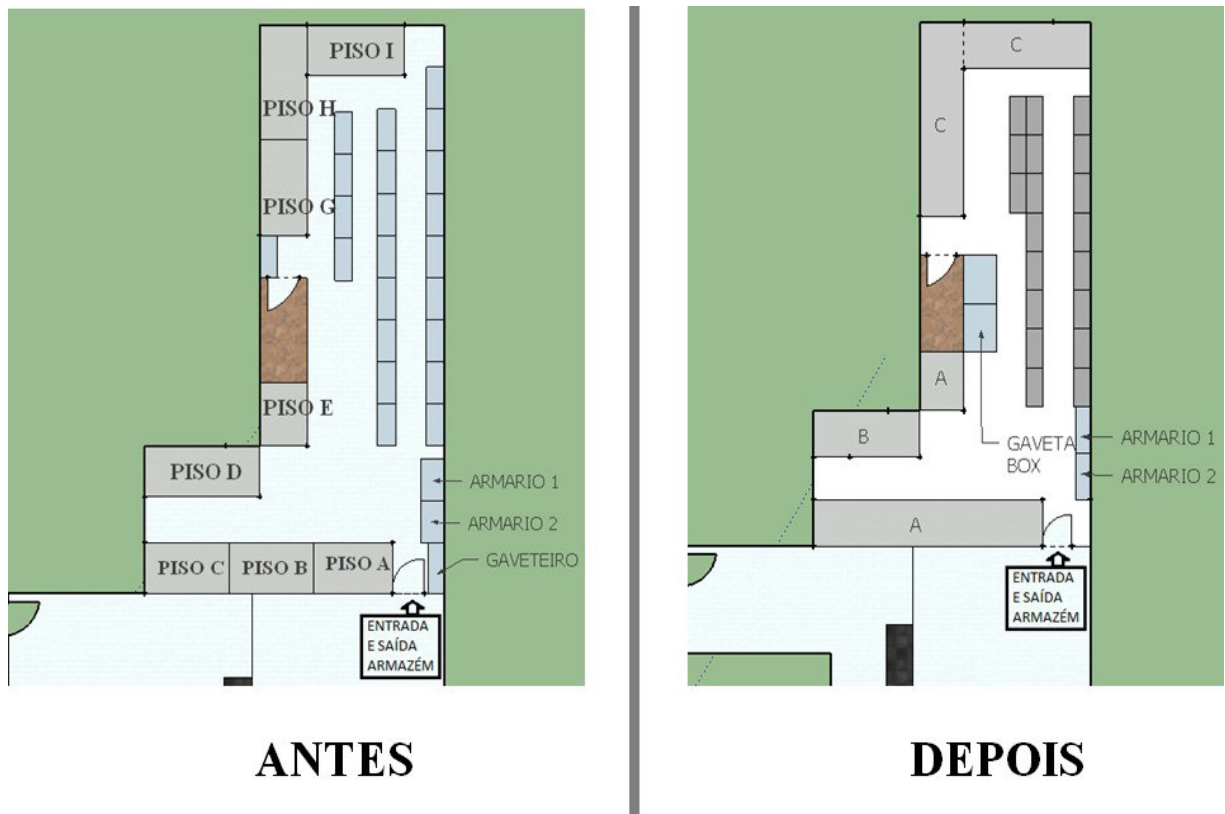 PISO I
PISO H
PISO G
PISO E
PISO D
ARMARIO 1
ARMARIO 2
PISO C
PISO B
PISO A
GAVETEIRO
ENTRADA
E SAÍDA
ARMAZÉM
ANTES
C
C
A
B
GAVETA
BOX
ARMARIO 1
ARMARIO 2
A
ENTRADA
E SAÍDA
ARMAZÉM
DEPOIS